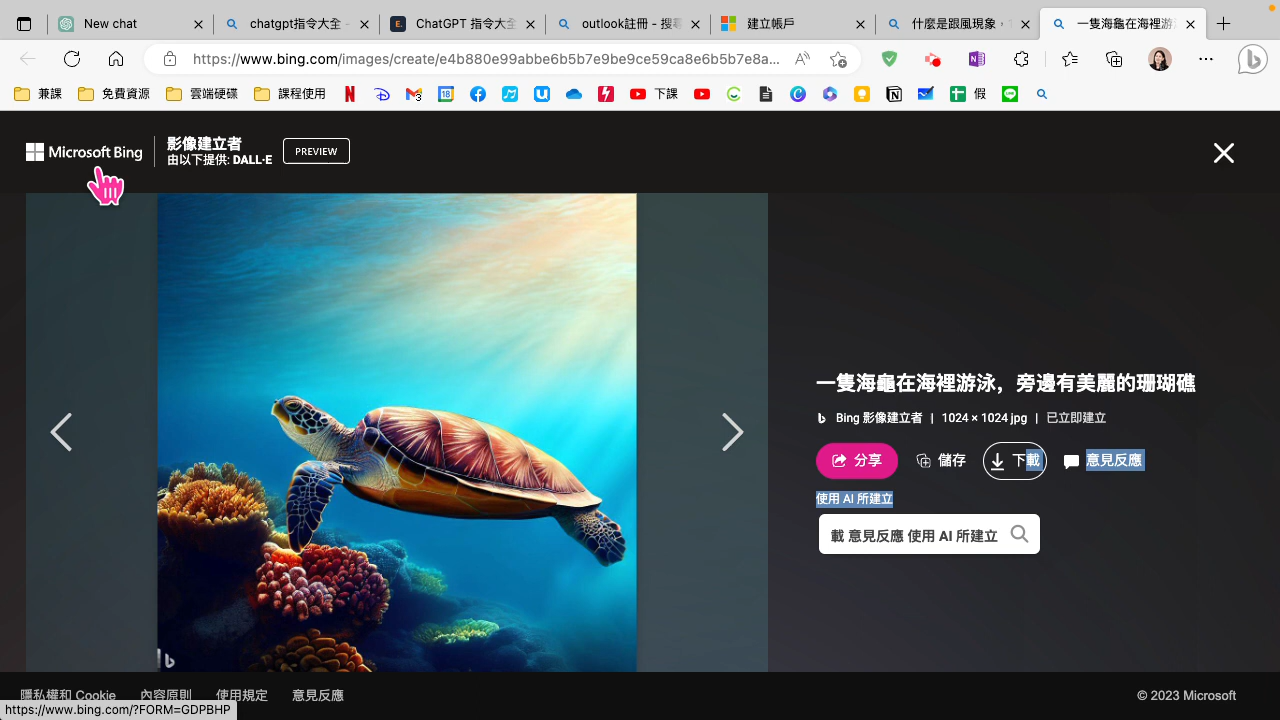 New chat
chatgpt指令大全 -
E.
ChatGPT 指令大全
outlook註冊 - 搜尋
建立帳戶
什麼是跟風現象，
一隻海龜在海裡游泳
https://www.bing.com/images/create/e4b880e99abbe6b5b7e9be9ce59ca8e6b5b7e8a...
兼課
免費資源
雲端硬碟
課程使用
18
下課
假
Microsoft Bing
影像建立者
由以下提供: DALL·E
PREVIEW
一隻海龜在海裡游泳，旁邊有美麗的珊瑚礁
Bing 影像建立者 | 1024 × 1024 jpg | 已立即建立
分享
儲存
下載
意見反應
使用 AI 所建立
載 意見反應 使用 AI 所建立
隱私權和 Cookie
內容原則
使用規定
意見反應
© 2023 Microsoft
https://www.bing.com/?FORM=GDPBHP